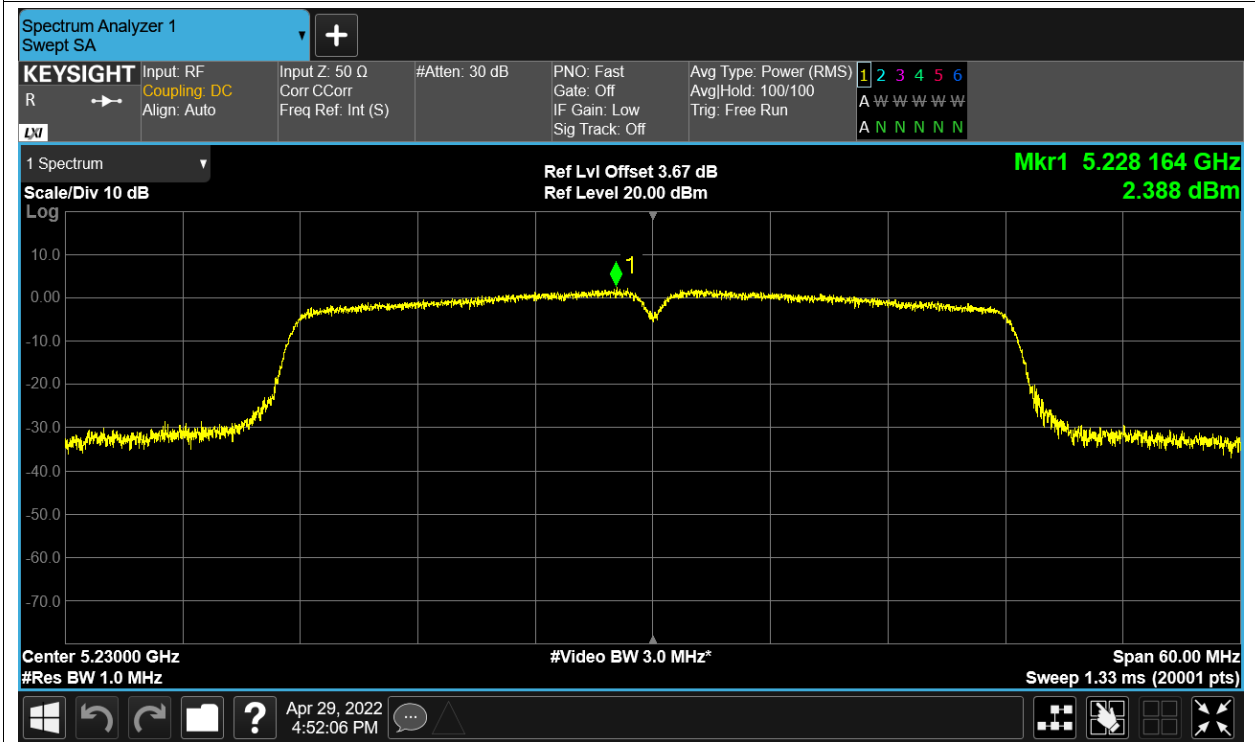 Spectrum Analyzer 1
Swept SA
KEYSIGHT
R
LXI
Input: RF
Coupling: DC
Align: Auto
Input Z: 50 Ω
Corr CCorr
Freq Ref: Int (S)
#Atten: 30 dB
PNO: Fast
Gate: Off
IF Gain: Low
Sig Track: Off
Avg Type: Power (RMS)
Avg|Hold: 100/100
Trig: Free Run
1 2 3 4 5 6
A W W W W W
A N N N N N
1 Spectrum
Scale/Div 10 dB
Log
Ref Lvl Offset 3.67 dB
Ref Level 20.00 dBm
Mkr1 5.228 164 GHz
2.388 dBm
1
10.0
0.00
-10.0
-20.0
-30.0
-40.0
-50.0
-60.0
-70.0
Center 5.23000 GHz
#Res BW 1.0 MHz
#Video BW 3.0 MHz*
Span 60.00 MHz
Sweep 1.33 ms (20001 pts)
?
Apr 29, 2022
4:52:06 PM